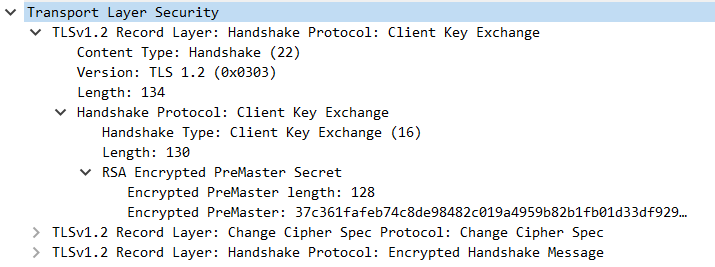 Transport Layer Security
TLSv1.2 Record Layer: Handshake Protocol: Client Key Exchange
Content Type: Handshake (22)
Version: TLS 1.2 (0x0303)
Length: 134
Handshake Protocol: Client Key Exchange
Handshake Type: Client Key Exchange (16)
Length: 130
RSA Encrypted PreMaster Secret
Encrypted PreMaster length: 128
Encrypted PreMaster: 37c361fafeb74c8de98482c019a4959b82b1fb01d33df929…
TLSv1.2 Record Layer: Change Cipher Spec Protocol: Change Cipher Spec
TLSv1.2 Record Layer: Handshake Protocol: Encrypted Handshake Message